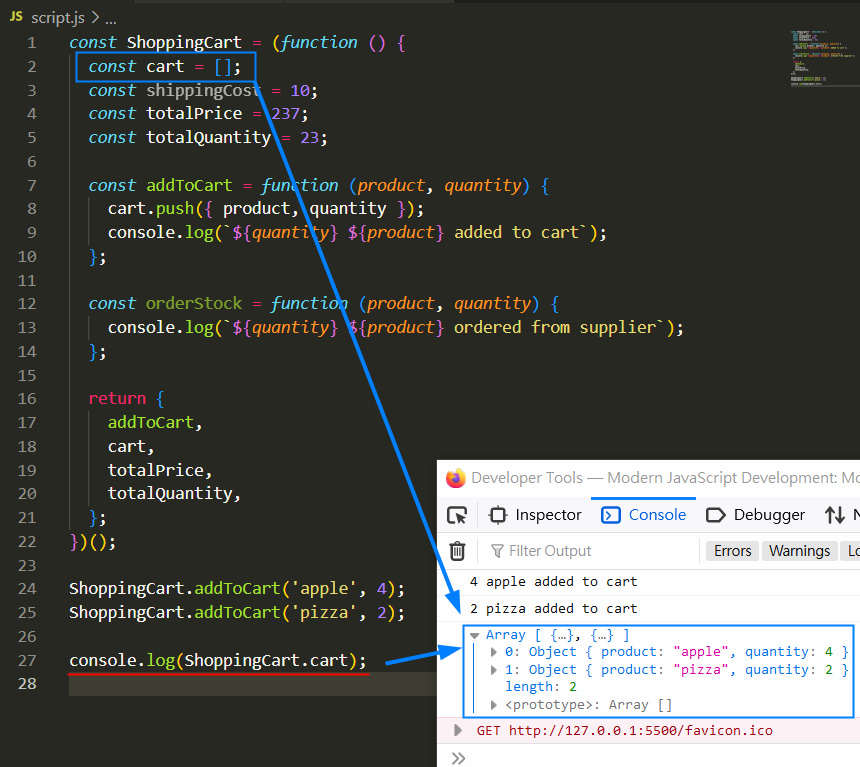 JS script.js > ...
1 const ShoppingCart = (function () {
2 const cart = [];
3 const shippingCost = 10;
4 const totalPrice = 237;
5 const totalQuantity = 23;
6
7 const addToCart = function (product, quantity) {
8 cart.push({ product, quantity });
9 console.log(`${quantity} ${product} added to cart`);
10 };
11
12 const orderStock = function (product, quantity) {
13 console.log(`${quantity} ${product} ordered from supplier`);
14 };
15
16 return {
17 addToCart,
18 cart,
19 totalPrice,
20 totalQuantity,
21 };
22 })();
23
24 ShoppingCart.addToCart('apple', 4);
25 ShoppingCart.addToCart('pizza', 2);
26
27 console.log(ShoppingCart.cart);
28
Developer Tools — Modern JavaScript Development: Mo
Inspector Console Debugger N
Filter Output Errors Warnings Lo
4 apple added to cart
2 pizza added to cart
Array [ {…}, {…} ]
0: Object { product: "apple", quantity: 4 }
1: Object { product: "pizza", quantity: 2 }
length: 2
<prototype>: Array []
GET http://127.0.0.1:5500/favicon.ico